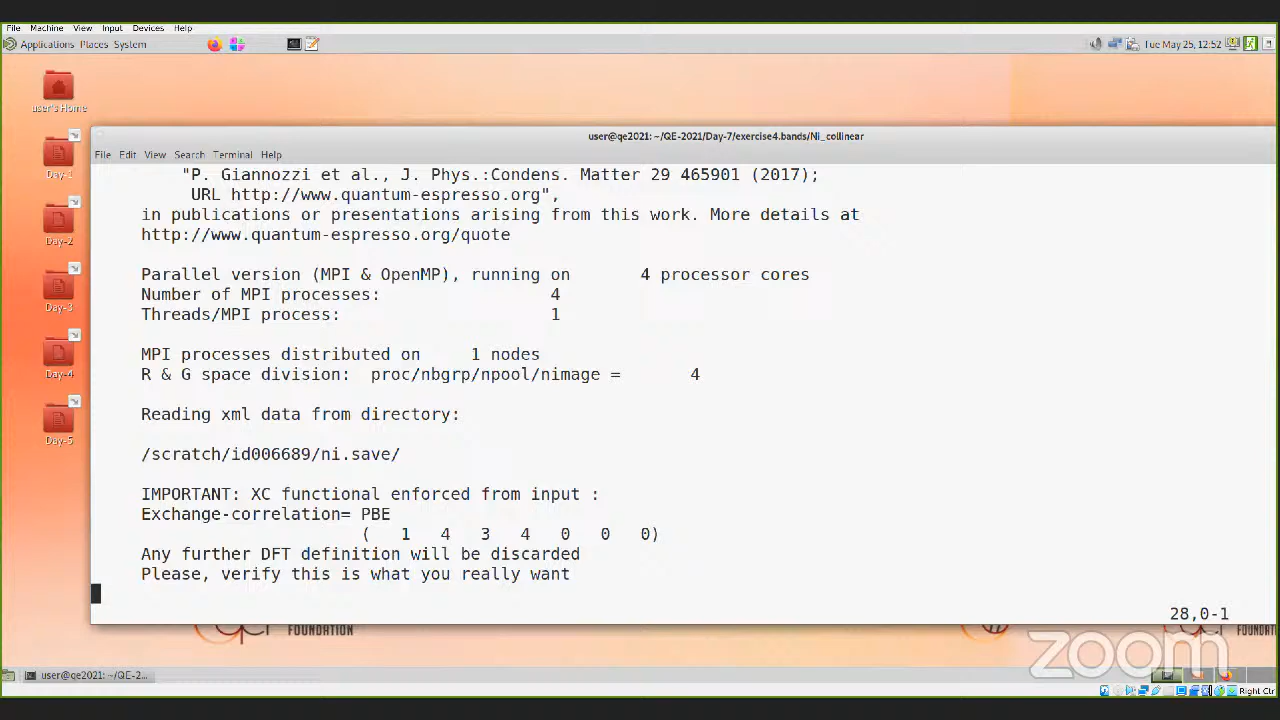 File Machine View Input Devices Help
Applications Places System
Tue May 25, 12:52
user's Home
Day-1
Day-2
Day-3
Day-4
Day-5
user@qe2021: ~/QE-2021/Day-7/exercise4.bands/Ni_collinear
File Edit View Search Terminal Help
"P. Giannozzi et al., J. Phys.:Condens. Matter 29 465901 (2017);
URL http://www.quantum-espresso.org",
in publications or presentations arising from this work. More details at
http://www.quantum-espresso.org/quote
Parallel version (MPI & OpenMP), running on 4 processor cores
Number of MPI processes: 4
Threads/MPI process: 1
MPI processes distributed on 1 nodes
R & G space division: proc/nbgrp/npool/nimage = 4
Reading xml data from directory:
/scratch/id006689/ni.save/
IMPORTANT: XC functional enforced from input :
Exchange-correlation= PBE
( 1 4 3 4 0 0 0)
Any further DFT definition will be discarded
Please, verify this is what you really want
28,0-1
FOUNDATION
zoom
user@qe2021: ~/QE-2...
Right Ctr